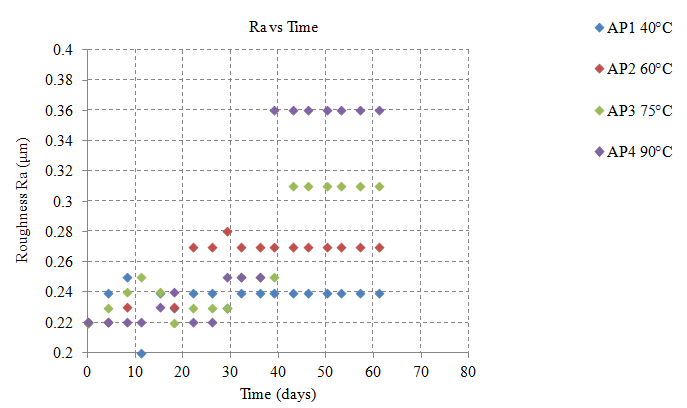 Ra vs Time
AP1 40°C
AP2 60°C
AP3 75°C
AP4 90°C
Roughness Ra (µm)
0.4
0.38
0.36
0.34
0.32
0.3
0.28
0.26
0.24
0.22
0.2
0 10 20 30 40 50 60 70 80
Time (days)